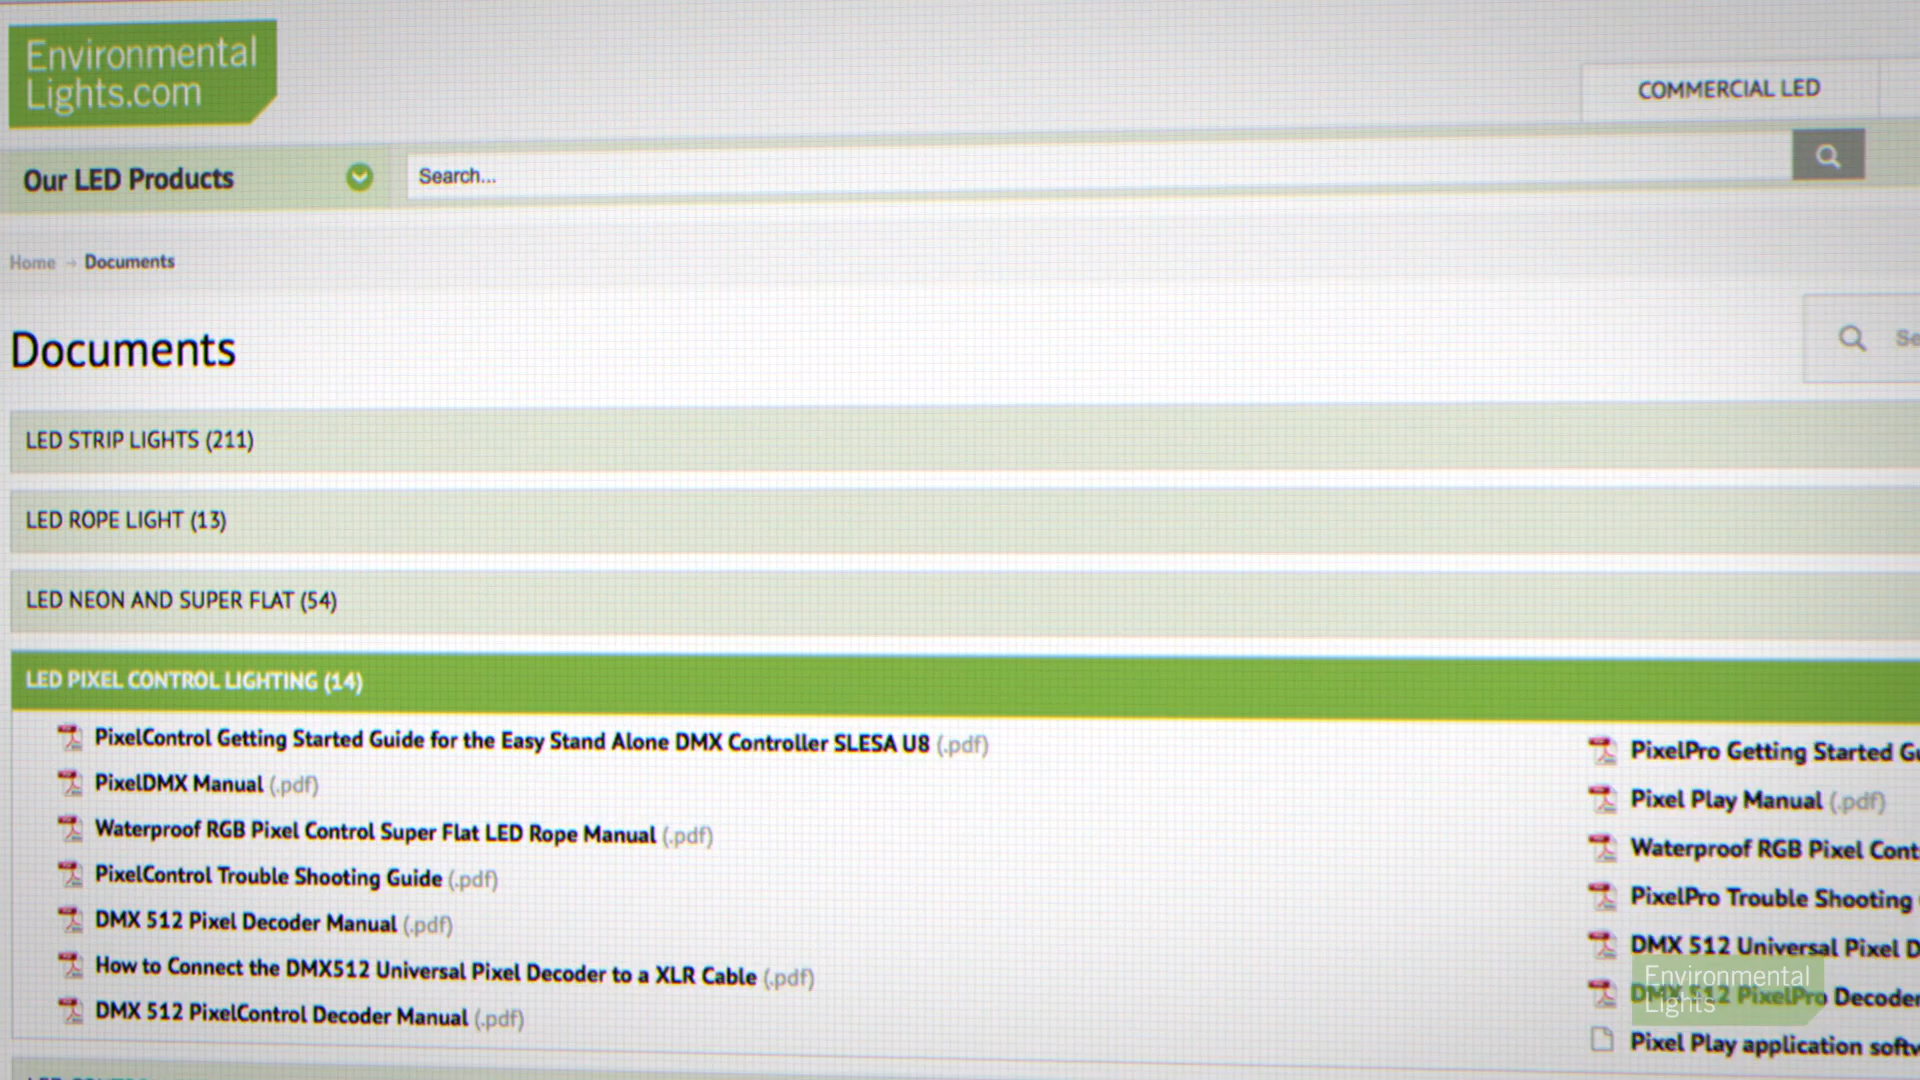 Environmental
Lights.com
COMMERCIAL LED
Our LED Products
Search...
Home → Documents
Documents
LED STRIP LIGHTS (211)
LED ROPE LIGHT (13)
LED NEON AND SUPER FLAT (54)
LED PIXEL CONTROL LIGHTING (14)
PixelControl Getting Started Guide for the Easy Stand Alone DMX Controller SLESA U8 (.pdf)
PixelDMX Manual (.pdf)
Waterproof RGB Pixel Control Super Flat LED Rope Manual (.pdf)
PixelControl Trouble Shooting Guide (.pdf)
DMX 512 Pixel Decoder Manual (.pdf)
How to Connect the DMX512 Universal Pixel Decoder to a XLR Cable (.pdf)
DMX 512 PixelControl Decoder Manual (.pdf)
PixelPro Getting Started
Pixel Play Manual (.pdf)
Waterproof RGB Pixel
PixelPro Trouble Shooting
DMX 512 Universal Pixel
DMX 512 PixelPro Decoder
Pixel Play application
Environmental
Lights